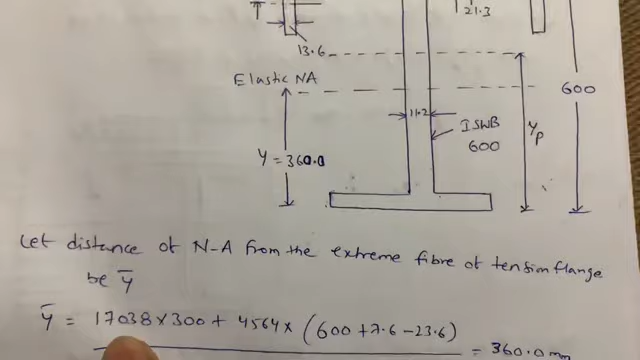 21.3
13.6
Elastic NA
600
11.2
ISWB
600
Yp
Y = 360.0
Let distance of N-A from the extreme fibre of tension flange
be ȳ
ȳ = 17038 × 300 + 4564 × (600 + 7.6 - 23.6)
= 360.0 mm